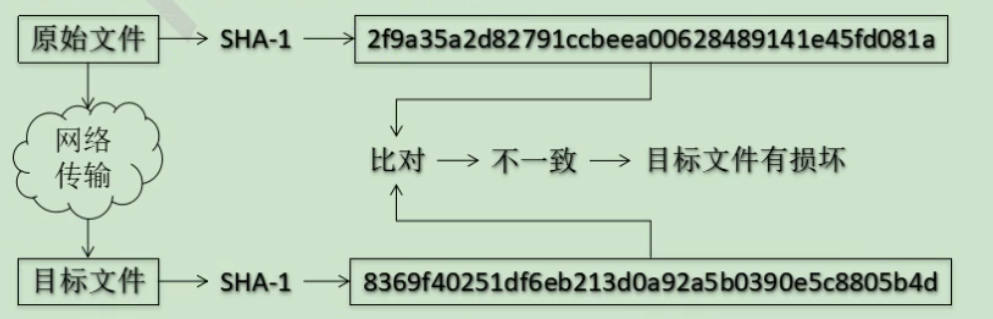 原始文件
SHA-1
2f9a35a2d82791ccbeea00628489141e45fd081a
网络
传输
比对
不一致
目标文件有损坏
目标文件
SHA-1
8369f40251df6eb213d0a92a5b0390e5c8805b4d